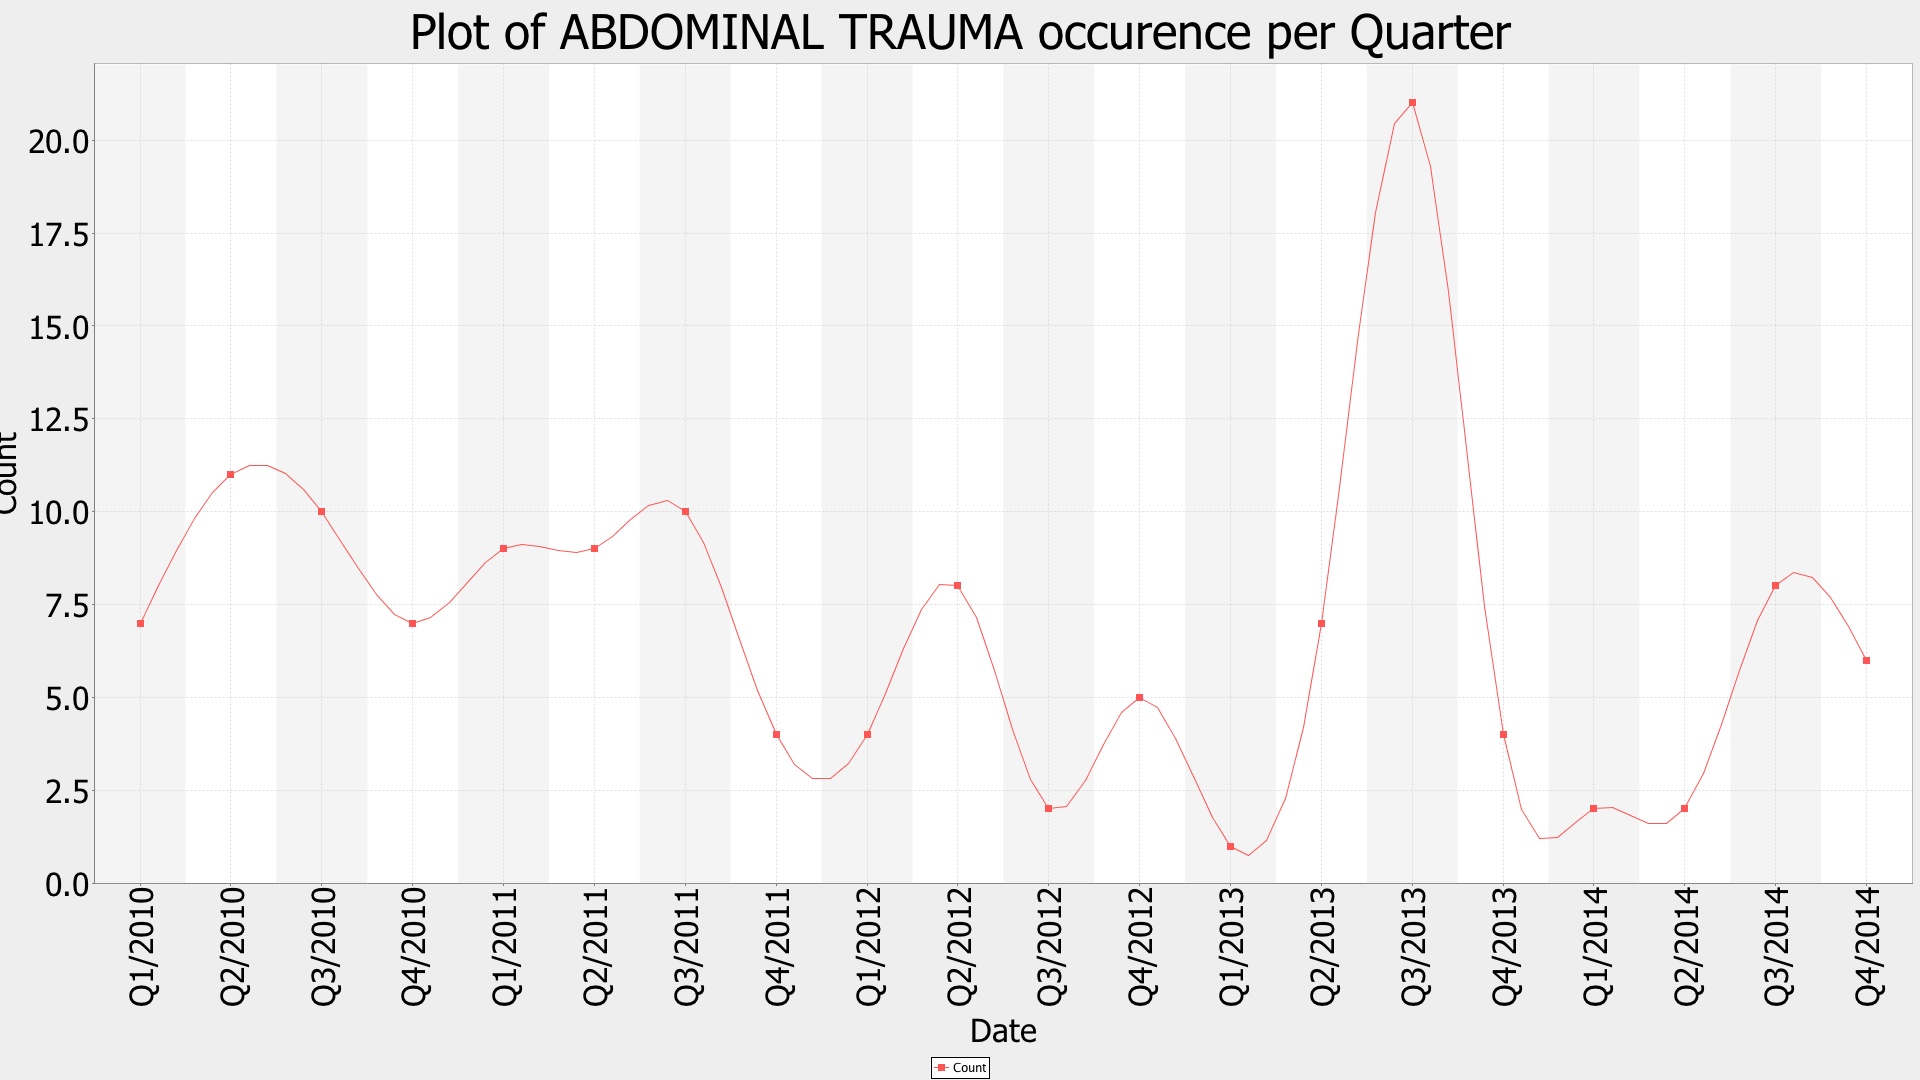 Plot of ABDOMINAL TRAUMA occurence per Quarter
20.0
17.5
15.0
12.5
10.0
7.5
5.0
2.5
0.0
Count
Q1/2010
Q2/2010
Q3/2010
Q4/2010
Q1/2011
Q2/2011
Q3/2011
Q4/2011
Q1/2012
Q2/2012
Q3/2012
Q4/2012
Q1/2013
Q2/2013
Q3/2013
Q4/2013
Q1/2014
Q2/2014
Q3/2014
Q4/2014
Date
Count